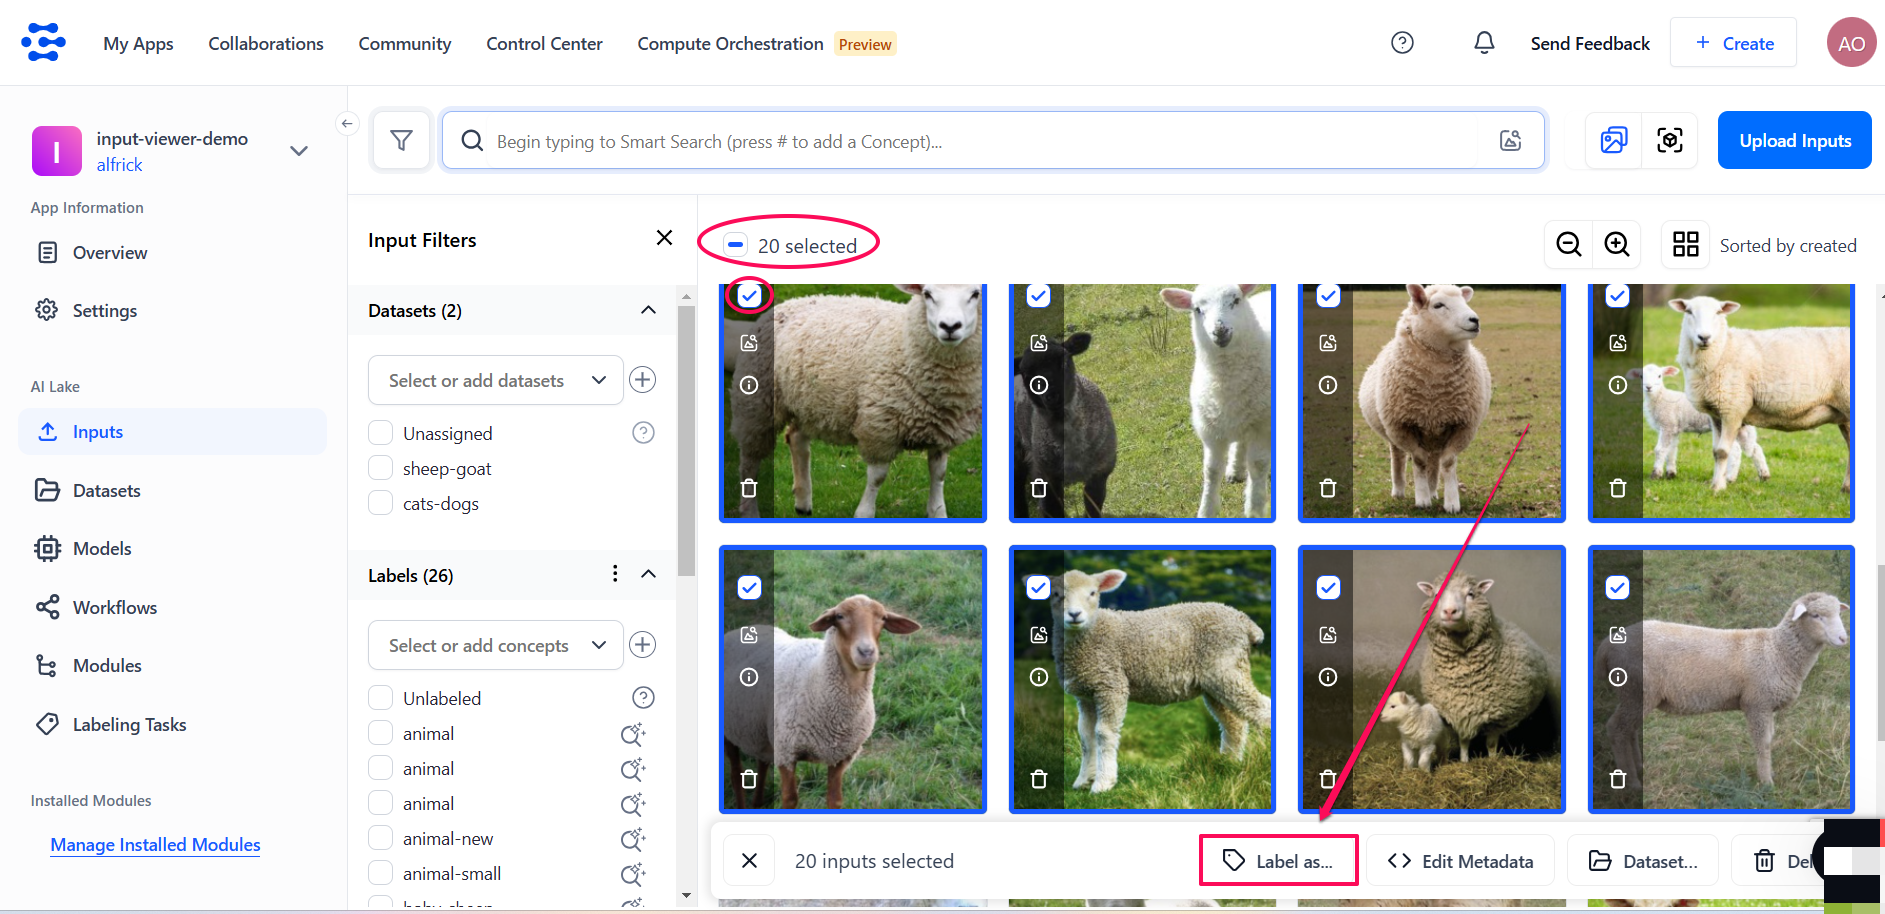 My Apps
Collaborations
Community
Control Center
Compute Orchestration
Preview
Send Feedback
Create
AO
I
input-viewer-demo
alfrick
App Information
Overview
Settings
AI Lake
Inputs
Datasets
Models
Workflows
Modules
Labeling Tasks
Installed Modules
Manage Installed Modules
Begin typing to Smart Search (press # to add a Concept)...
Upload Inputs
Input Filters
Datasets (2)
Select or add datasets
Unassigned
sheep-goat
cats-dogs
Labels (26)
Select or add concepts
Unlabeled
animal
animal
animal
animal-new
animal-small
20 selected
Sorted by created
20 inputs selected
Label as...
Edit Metadata
Dataset...